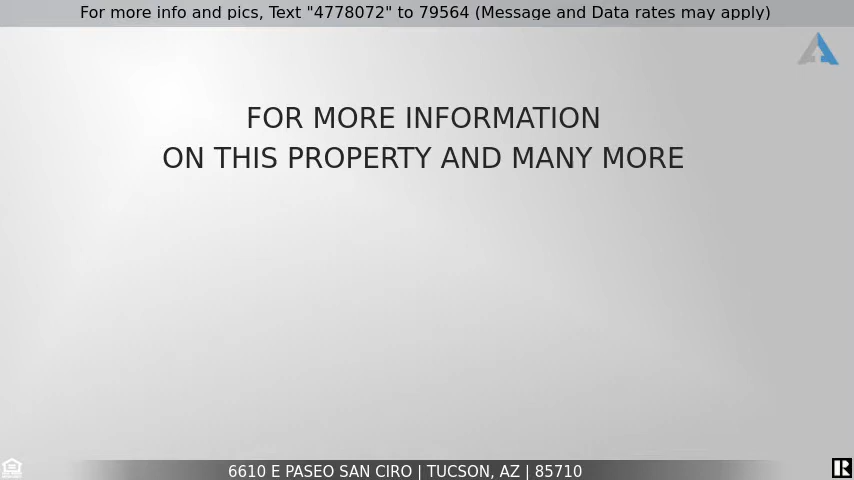 For more info and pics, Text "4778072" to 79564 (Message and Data rates may apply)
FOR MORE INFORMATION
ON THIS PROPERTY AND MANY MORE
6610 E PASEO SAN CIRO | TUCSON, AZ | 85710